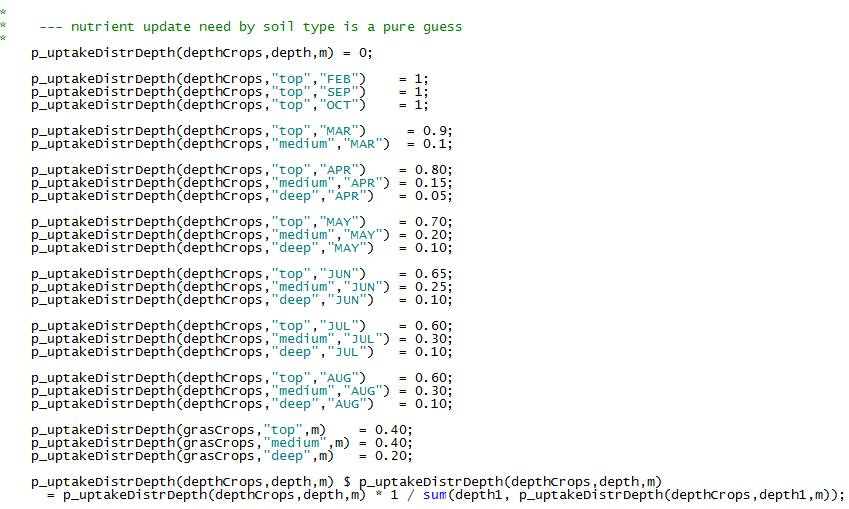 *
*    --- nutrient update need by soil type is a pure guess
*
    p_uptakeDistrDepth(depthCrops,depth,m) = 0;

    p_uptakeDistrDepth(depthCrops,"top","FEB")    = 1;
    p_uptakeDistrDepth(depthCrops,"top","SEP")    = 1;
    p_uptakeDistrDepth(depthCrops,"top","OCT")    = 1;

    p_uptakeDistrDepth(depthCrops,"top","MAR")     = 0.9;
    p_uptakeDistrDepth(depthCrops,"medium","MAR")  = 0.1;

    p_uptakeDistrDepth(depthCrops,"top","APR")    = 0.80;
    p_uptakeDistrDepth(depthCrops,"medium","APR") = 0.15;
    p_uptakeDistrDepth(depthCrops,"deep","APR")   = 0.05;

    p_uptakeDistrDepth(depthCrops,"top","MAY")    = 0.70;
    p_uptakeDistrDepth(depthCrops,"medium","MAY") = 0.20;
    p_uptakeDistrDepth(depthCrops,"deep","MAY")   = 0.10;

    p_uptakeDistrDepth(depthCrops,"top","JUN")    = 0.65;
    p_uptakeDistrDepth(depthCrops,"medium","JUN") = 0.25;
    p_uptakeDistrDepth(depthCrops,"deep","JUN")   = 0.10;

    p_uptakeDistrDepth(depthCrops,"top","JUL")    = 0.60;
    p_uptakeDistrDepth(depthCrops,"medium","JUL") = 0.30;
    p_uptakeDistrDepth(depthCrops,"deep","JUL")   = 0.10;

    p_uptakeDistrDepth(depthCrops,"top","AUG")    = 0.60;
    p_uptakeDistrDepth(depthCrops,"medium","AUG") = 0.30;
    p_uptakeDistrDepth(depthCrops,"deep","AUG")   = 0.10;

    p_uptakeDistrDepth(grasCrops,"top",m)    = 0.40;
    p_uptakeDistrDepth(grasCrops,"medium",m) = 0.40;
    p_uptakeDistrDepth(grasCrops,"deep",m)   = 0.20;

    p_uptakeDistrDepth(depthCrops,depth,m) $ p_uptakeDistrDepth(depthCrops,depth,m)
      = p_uptakeDistrDepth(depthCrops,depth,m) * 1 / sum(depth1, p_uptakeDistrDepth(depthCrops,depth1,m));